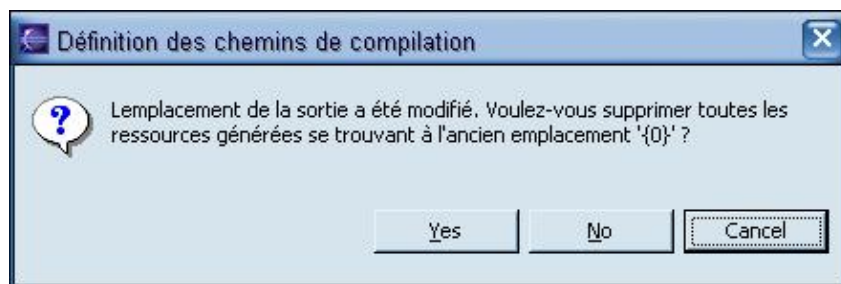 Définition des chemins de compilation
Lemplacement de la sortie a été modifié. Voulez-vous supprimer toutes les
ressources générées se trouvant à l'ancien emplacement '{0}' ?
Yes No Cancel